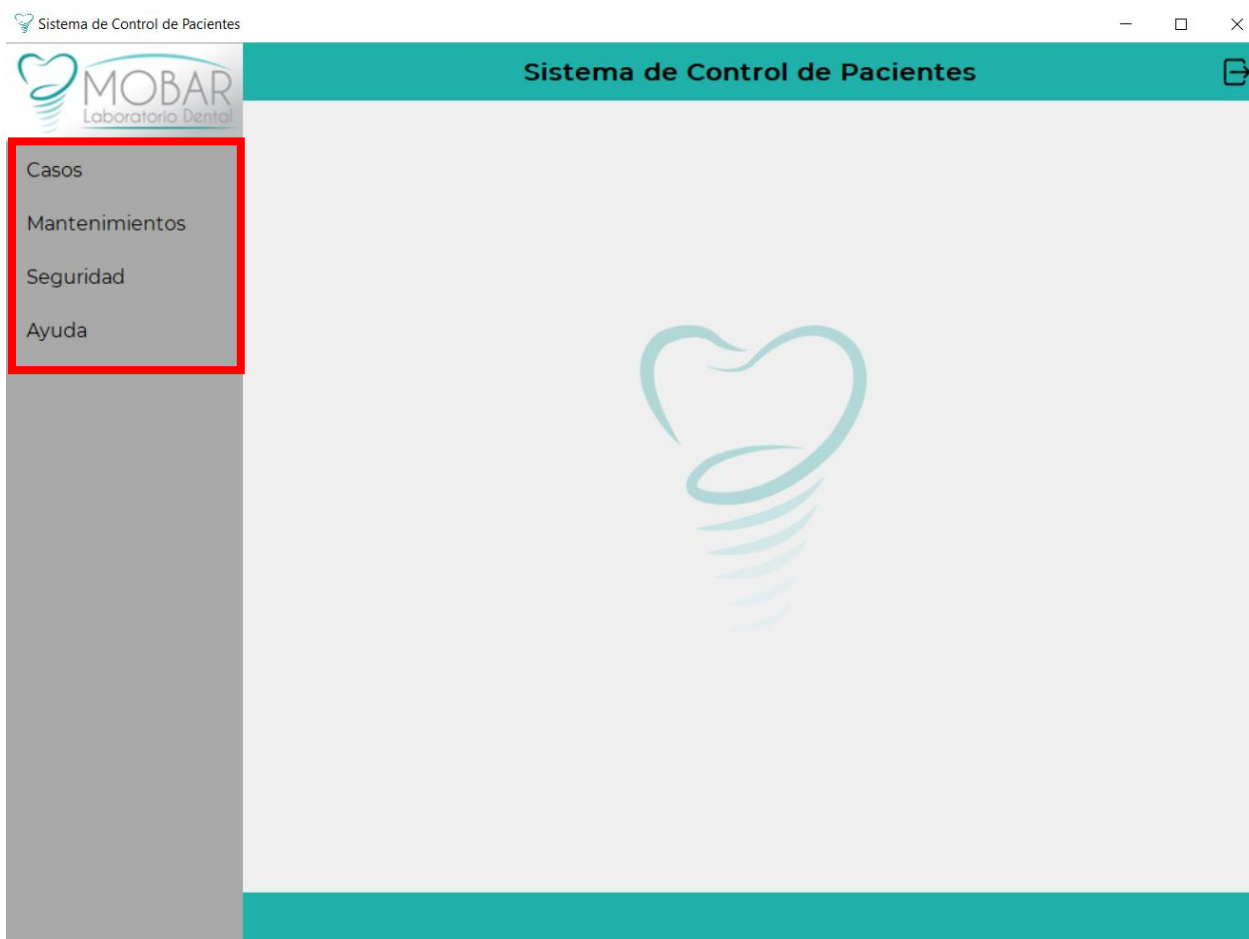 Sistema de Control de Pacientes
MOBAR
Laboratorio Dental
Sistema de Control de Pacientes
Casos
Mantenimientos
Seguridad
Ayuda